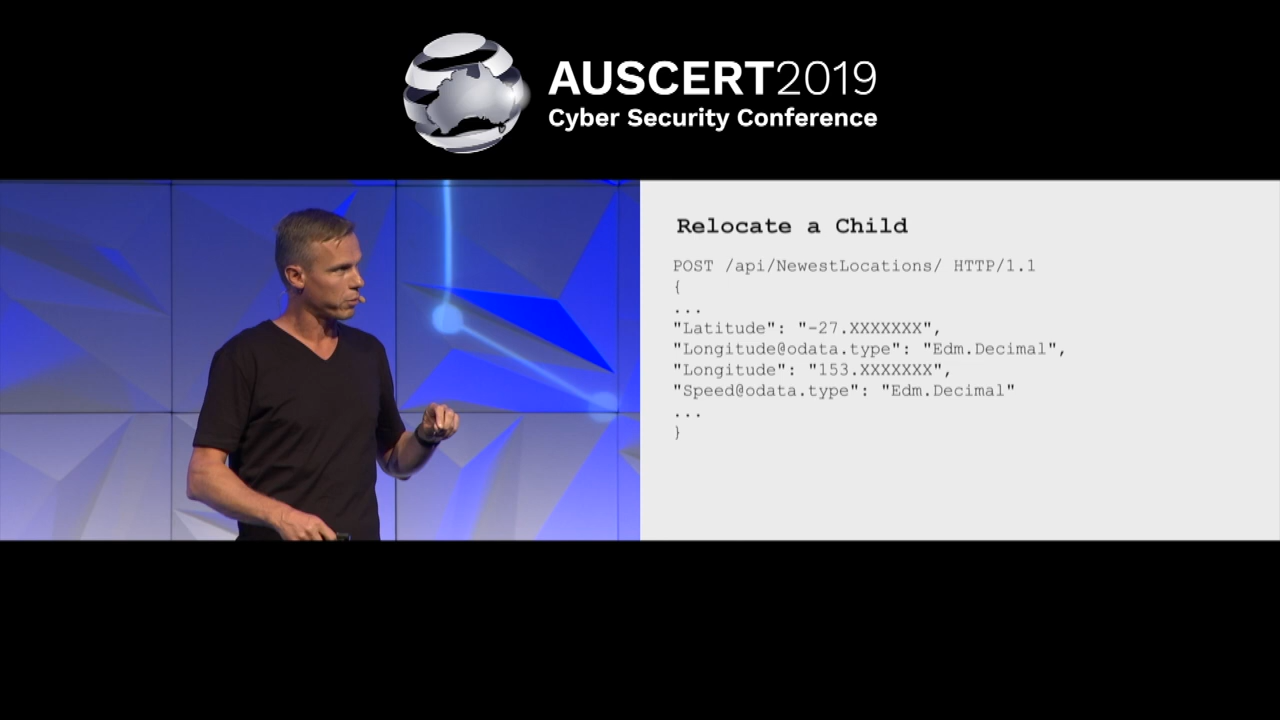 AUSCERT2019
Cyber Security Conference
Relocate a Child
POST /api/NewestLocations/ HTTP/1.1
{
...
"Latitude": "-27.XXXXXXX",
"Longitude@odata.type": "Edm.Decimal",
"Longitude": "153.XXXXXXX",
"Speed@odata.type": "Edm.Decimal"
...
}